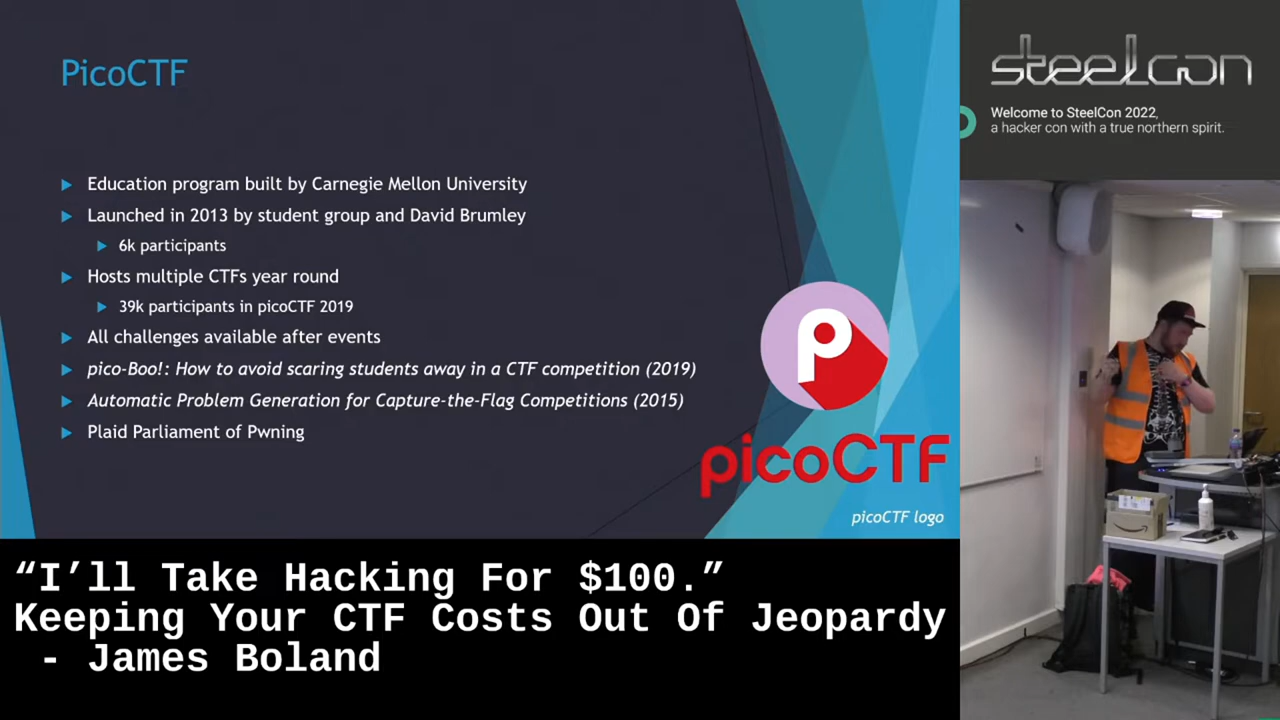 PicoCTF
Education program built by Carnegie Mellon University
Launched in 2013 by student group and David Brumley
6k participants
Hosts multiple CTFs year round
39k participants in picoCTF 2019
All challenges available after events
pico-Boo!: How to avoid scaring students away in a CTF competition (2019)
Automatic Problem Generation for Capture-the-Flag Competitions (2015)
Plaid Parliament of Pwning
p
picoCTF
picoCTF logo
steelcon
Welcome to SteelCon 2022,
a hacker con with a true northern spirit.
“I’ll Take Hacking For $100.”
Keeping Your CTF Costs Out Of Jeopardy
- James Boland